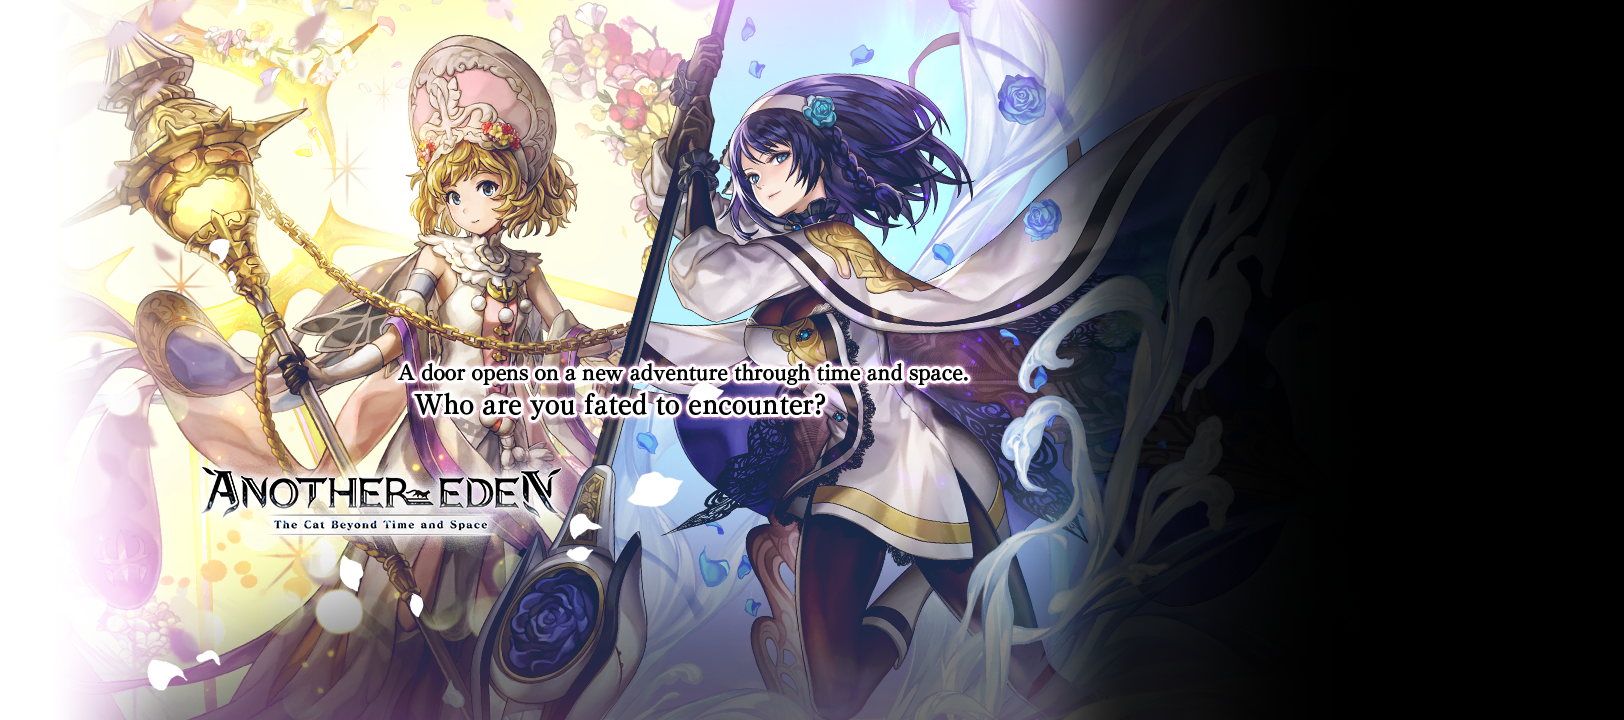 A door opens on a new adventure through time and space.
Who are you fated to encounter?
ANOTHER EDEN
The Cat Beyond Time and Space